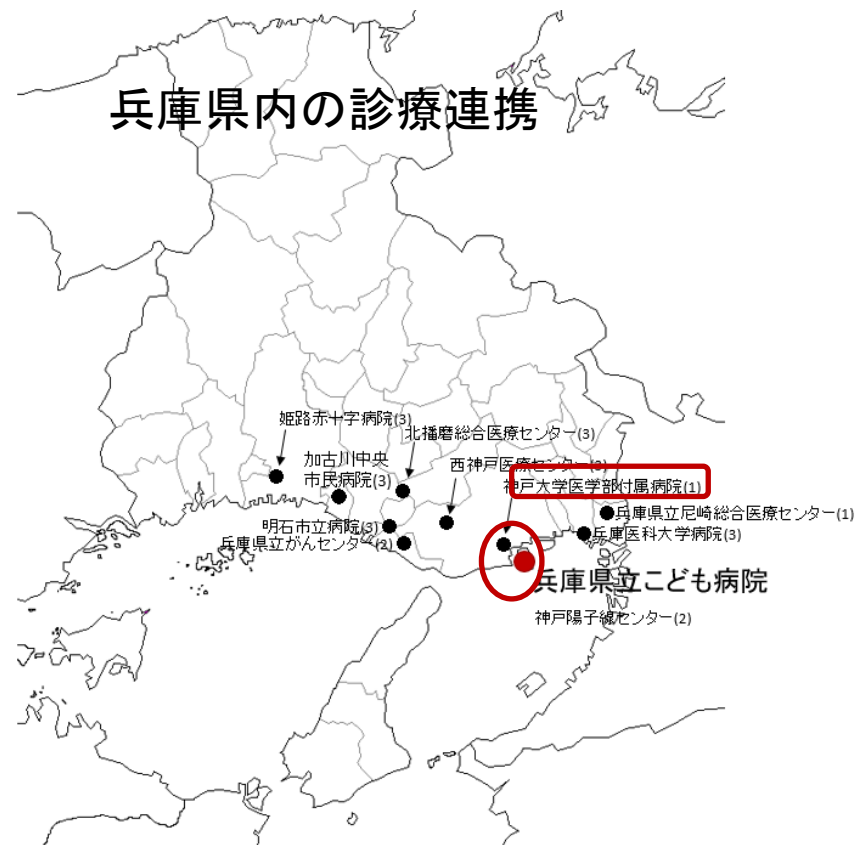 兵庫県内の診療連携
姫路赤十字病院(3)
北播磨総合医療センター(3)
加古川中央
市民病院(3)
西神戸医療センター(3)
神戸大学医学部付属病院(1)
兵庫県立尼崎総合医療センター(1)
明石市立病院(3)
兵庫医科大学病院(3)
兵庫県立がんセンター(2)
兵庫県立こども病院
神戸陽子線センター(2)